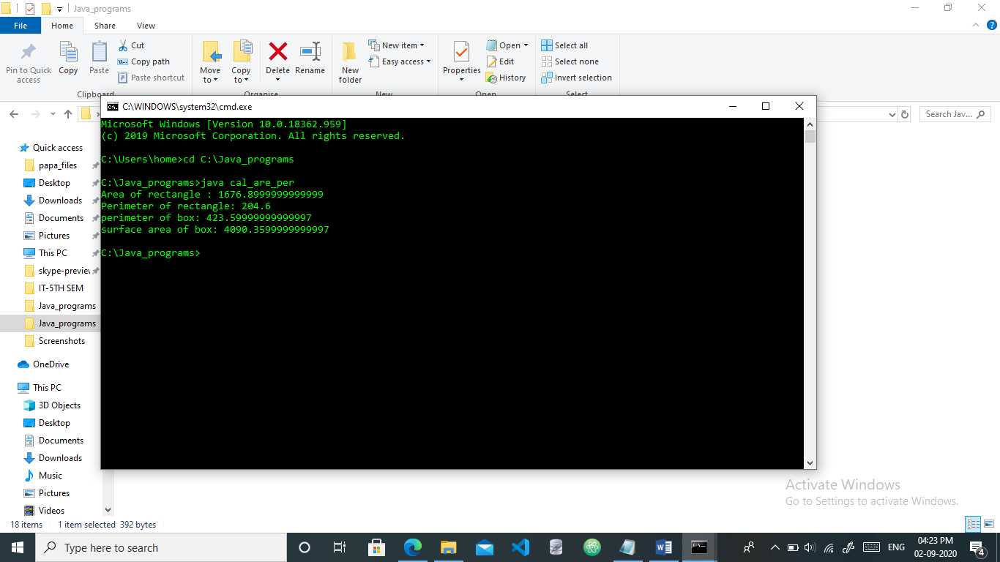 Java_programs
File Home Share View
Pin to Quick access
Copy
Paste
Cut
Copy path
Paste shortcut
Clipboard
Move to
Copy to
Delete
Rename
Organise
New folder
New item
Easy access
New
Properties
Open
Edit
History
Open
Select all
Select none
Invert selection
Select
Search Jav...
C:\WINDOWS\system32\cmd.exe
Microsoft Windows [Version 10.0.18362.959]
(c) 2019 Microsoft Corporation. All rights reserved.
C:\Users\home>cd C:\Java_programs
C:\Java_programs>java cal_are_per
Area of rectangle : 1676.8999999999999
Perimeter of rectangle: 204.6
perimeter of box: 423.59999999999997
surface area of box: 4090.3599999999997
C:\Java_programs>
Quick access
papa_files
Desktop
Downloads
Documents
Pictures
This PC
skype-preview
IT-5TH SEM
Java_programs
Java_programs
Screenshots
OneDrive
This PC
3D Objects
Desktop
Documents
Downloads
Music
Pictures
Videos
Activate Windows
Go to Settings to activate Windows.
18 items 1 item selected 392 bytes
Type here to search
ENG
04:23 PM
02-09-2020
4